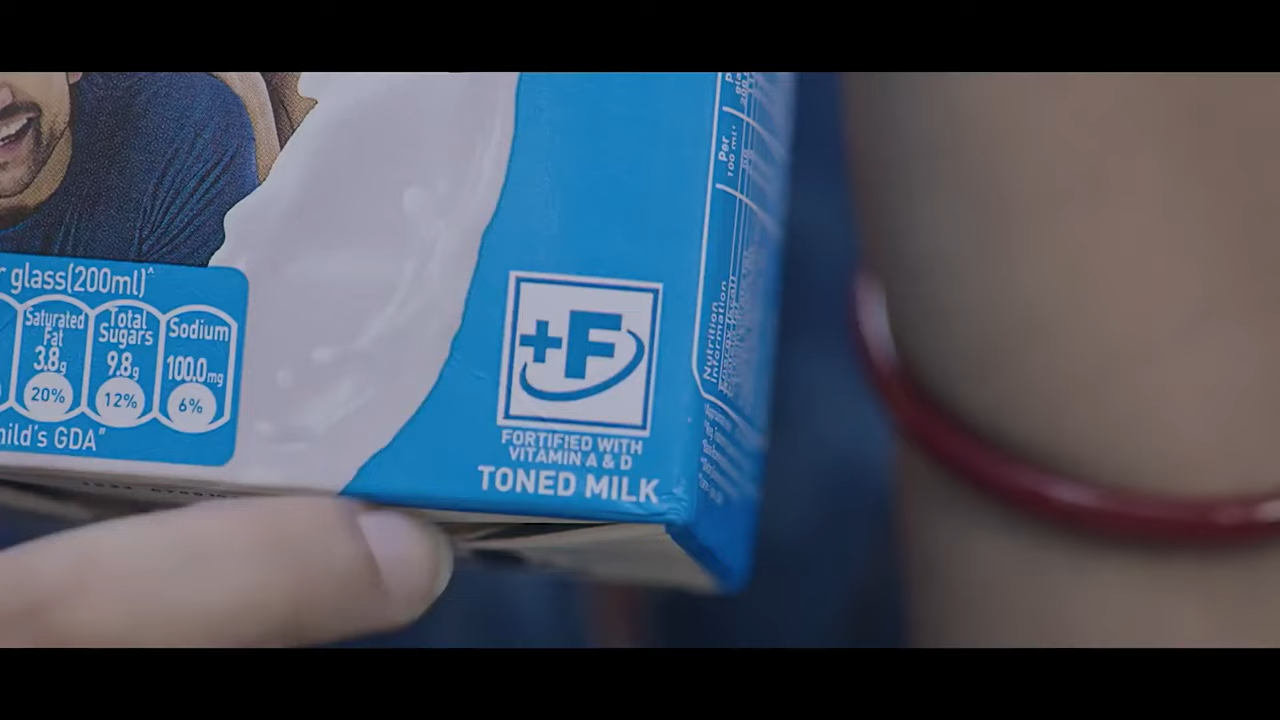 r glass(200ml)^
Saturated
Fat
3.8g
20%
Total
Sugars
9.8g
12%
Sodium
100.0mg
6%
hild's GDA"
+F
FORTIFIED WITH
VITAMIN A & D
TONED MILK
Per
100 ml
Nutrition
Information